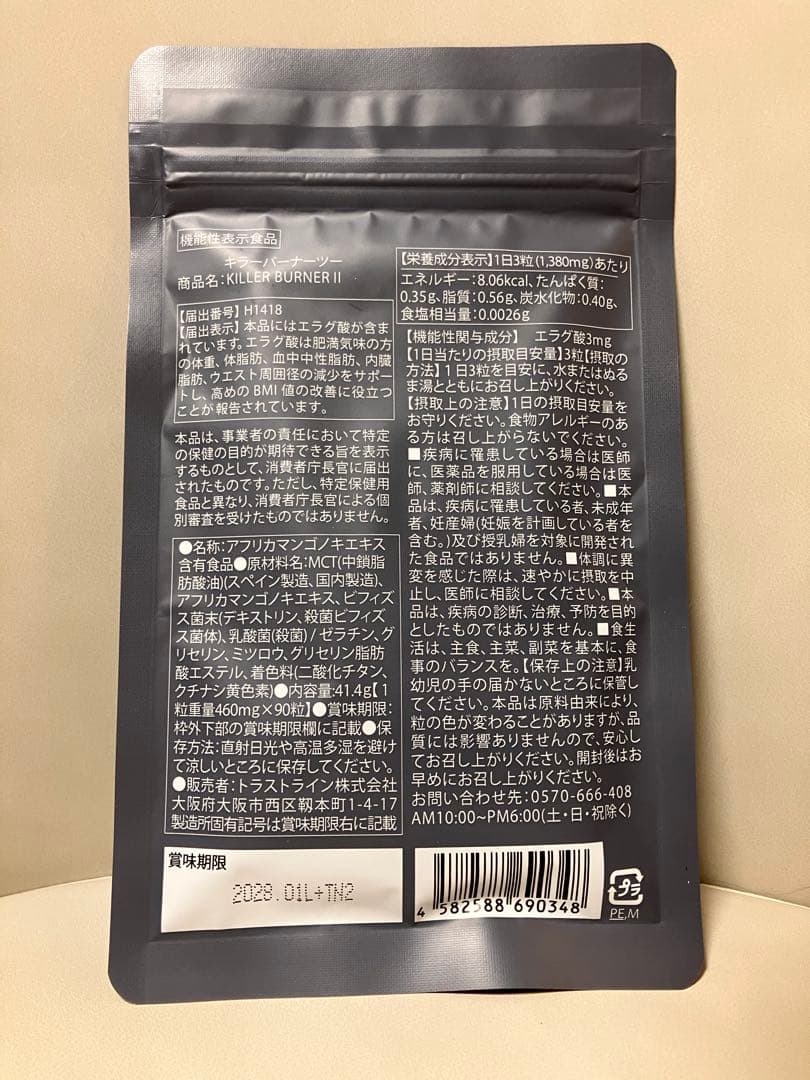 機能性表示食品
キラーバーナーツー
商品名:KILLER BURNER II
【届出番号】H1418
【届出表示】本品にはエラグ酸が含ま
れています。エラグ酸は肥満気味の方
の体重、体脂肪、血中中性脂肪、内臓
脂肪、ウエスト周囲径の減少をサポー
トし、高めのBMI値の改善に役立つ
ことが報告されています。
本品は、事業者の責任において特定
の保健の目的が期待できる旨を表示
するものとして、消費者庁長官に届出
されたものです。ただし、特定保健用
食品と異なり、消費者庁長官による個
別審査を受けたものではありません。
●名称:アフリカマンゴノキエキス
含有食品●原材料名:MCT(中鎖脂
肪酸油)(スペイン製造、国内製造)、
アフリカマンゴノキエキス、ビフィズ
ス菌末(デキストリン、殺菌ビフィズ
ス菌体)、乳酸菌(殺菌) / ゼラチン、グ
リセリン、ミツロウ、グリセリン脂肪
酸エステル、着色料(二酸化チタン、
クチナシ黄色素)●内容量:41.4g【1
粒重量460mg×90粒】●賞味期限:
枠外下部の賞味期限欄に記載●保
存方法:直射日光や高温多湿を避け
て涼しいところに保存してください。
●販売者:トラストライン株式会社
大阪府大阪市西区靱本町1-4-17
製造所固有記号は賞味期限右に記載
【栄養成分表示】1日3粒(1,380mg)あたり
エネルギー:8.06kcal、たんぱく質:
0.35g、脂質:0.56g、炭水化物:0.40g、
食塩相当量:0.0026g
【機能性関与成分】 エラグ酸3mg
【1日当たりの摂取目安量】3粒【摂取の
方法】1日3粒を目安に、水またはぬる
ま湯とともにお召し上がりください。
【摂取上の注意】1日の摂取目安量を
お守りください。食物アレルギーのあ
る方は召し上がらないでください。
■疾病に罹患している場合は医師
に、医薬品を服用している場合は医
師、薬剤師に相談してください。■本
品は、疾病に罹患している者、未成年
者、妊産婦(妊娠を計画している者を
含む。)及び授乳婦を対象に開発され
た食品ではありません。■体調に異
変を感じた際は、速やかに摂取を中
止し、医師に相談してください。■本
品は、疾病の診断、治療、予防を目的
としたものではありません。■食生
活は、主食、主菜、副菜を基本に、食
事のバランスを。【保存上の注意】乳
幼児の手の届かないところに保管し
てください。本品は原料由来により、
粒の色が変わることがありますが、品
質には影響ありませんので、安心し
てお召し上がりください。開封後はお
早めにお召し上がりください。
お問い合わせ先:0570-666-408
AM10:00~PM6:00(土・日・祝除く)
賞味期限
2028.01L+TN2
4 582588 690348
プラ
PE,M